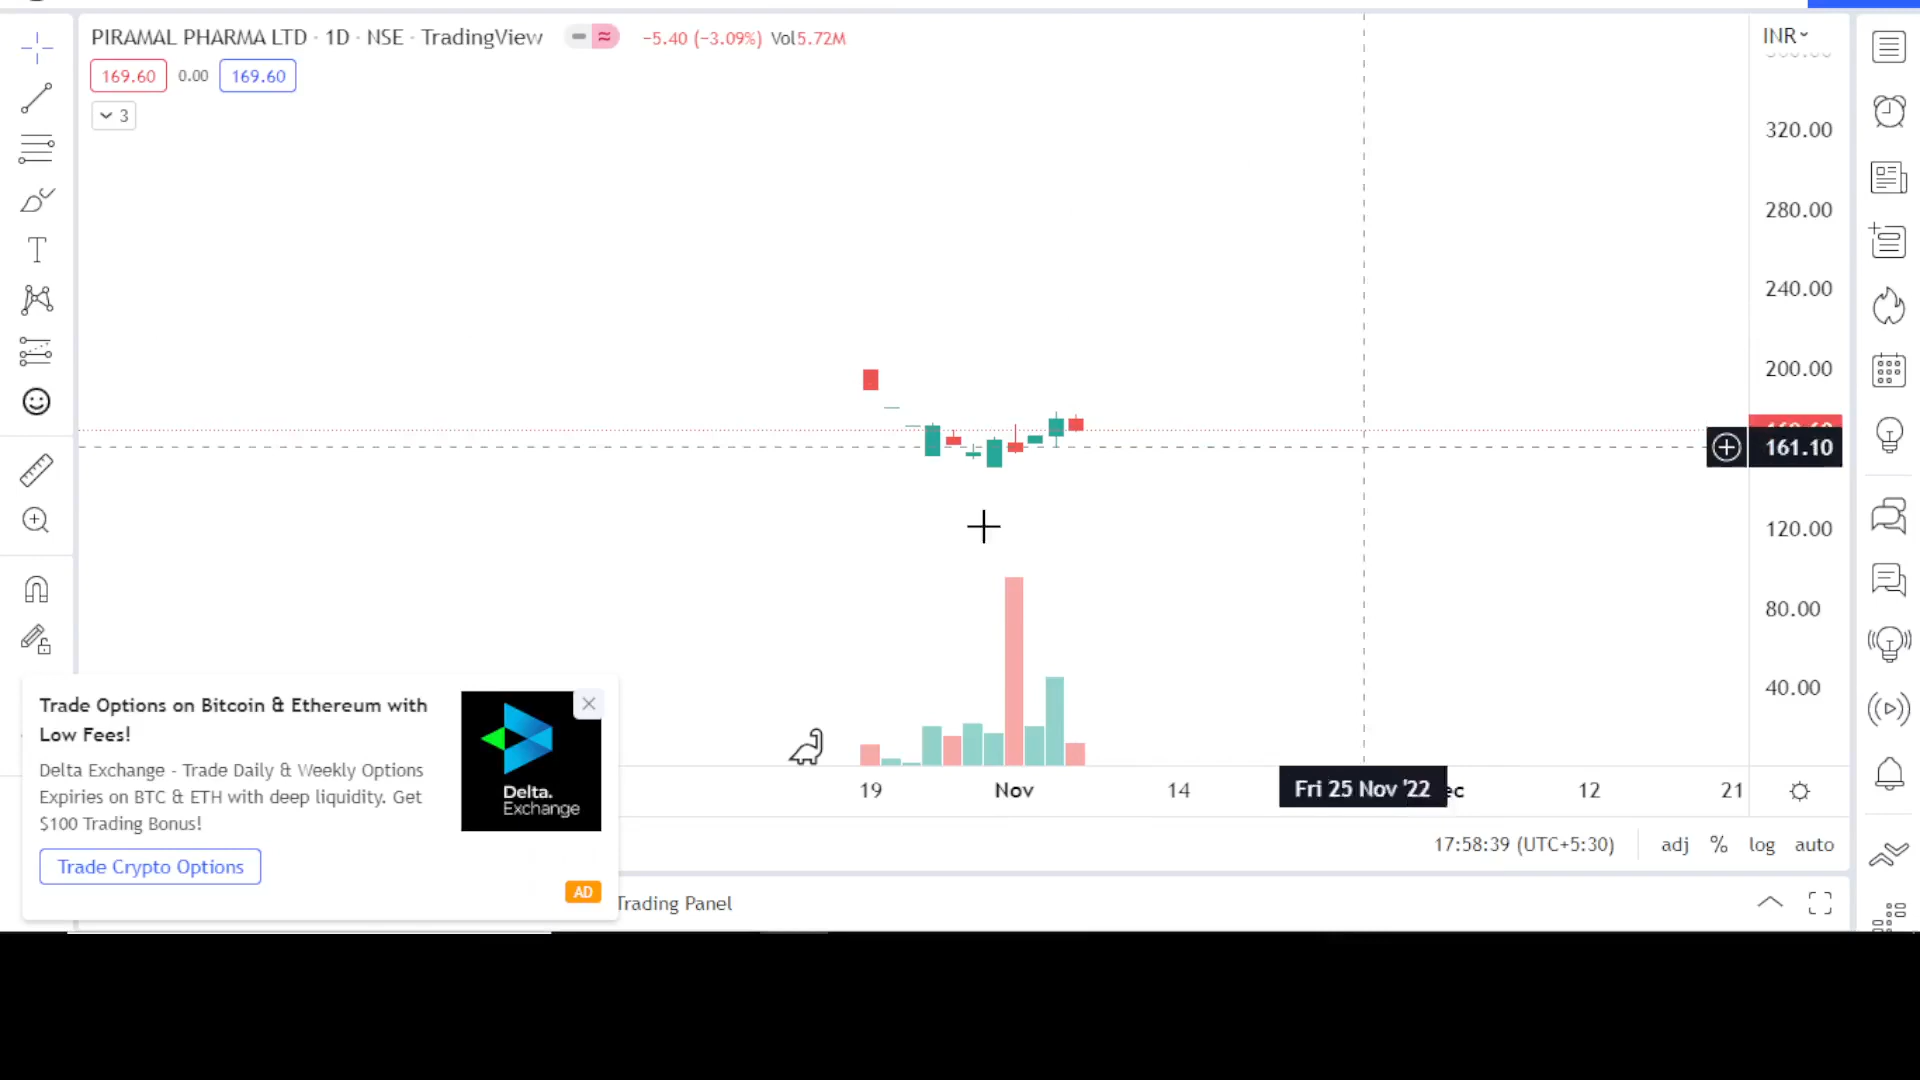 PIRAMAL PHARMA LTD · 1D · NSE · TradingView
−5.40 (−3.09%) Vol5.72M
INR
169.60 0.00 169.60
3
320.00
280.00
240.00
200.00
161.10
120.00
80.00
40.00
19 Nov 14 Fri 25 Nov '22 12 21
17:58:39 (UTC+5:30) adj % log auto
Trading Panel
Trade Options on Bitcoin & Ethereum with
Low Fees!
Delta Exchange - Trade Daily & Weekly Options
Expiries on BTC & ETH with deep liquidity. Get
$100 Trading Bonus!
Trade Crypto Options
Delta.
Exchange
AD